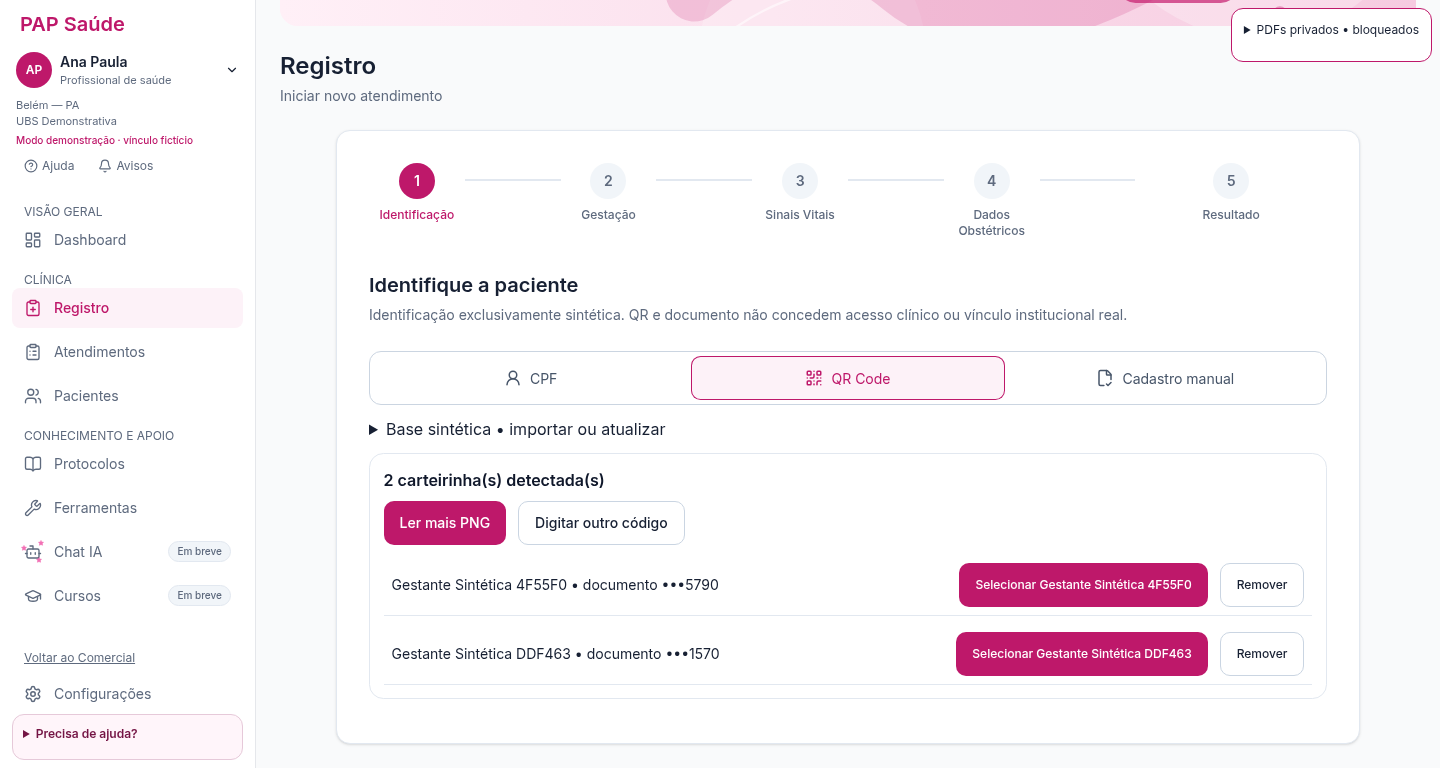 PAP Saúde
AP
Ana Paula
Profissional de saúde
Belém — PA
UBS Demonstrativa
Modo demonstração · vínculo fictício
Ajuda
Avisos
VISÃO GERAL
Dashboard
CLÍNICA
Registro
Atendimentos
Pacientes
CONHECIMENTO E APOIO
Protocolos
Ferramentas
Chat IA
Em breve
Cursos
Em breve
Voltar ao Comercial
Configurações
Precisa de ajuda?
PDFs privados • bloqueados
Registro
Iniciar novo atendimento
1
Identificação
2
Gestação
3
Sinais Vitais
4
Dados
Obstétricos
5
Resultado
Identifique a paciente
Identificação exclusivamente sintética. QR e documento não concedem acesso clínico ou vínculo institucional real.
CPF
QR Code
Cadastro manual
Base sintética • importar ou atualizar
2 carteirinha(s) detectada(s)
Ler mais PNG
Digitar outro código
Gestante Sintética 4F55F0 • documento •••5790
Selecionar Gestante Sintética 4F55F0
Remover
Gestante Sintética DDF463 • documento •••1570
Selecionar Gestante Sintética DDF463
Remover